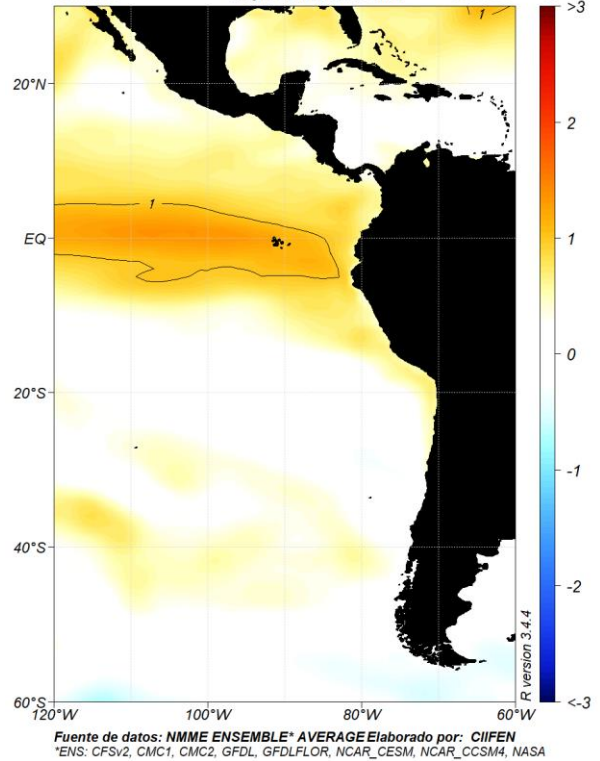 >3
1
20°N
2
1
EQ
1
0
20°S
-1
40°S
-2
R version 3.4.4
60°S
<-3
120°W 100°W 80°W 60°W
Fuente de datos: NMME ENSEMBLE* AVERAGE Elaborado por: CIIFEN
*ENS: CFSv2, CMC1, CMC2, GFDL, GFDLFLOR, NCAR_CESM, NCAR_CCSM4, NASA